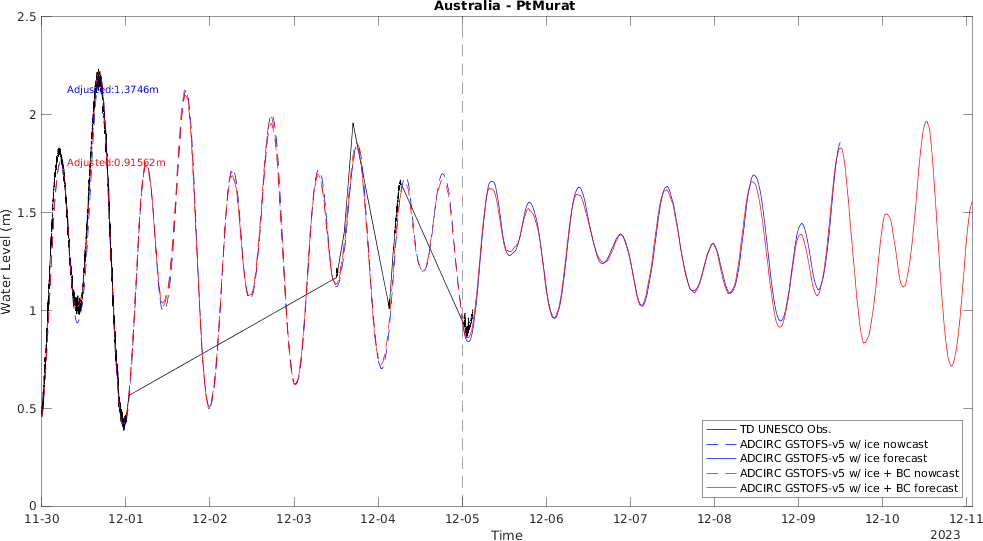 Australia - PtMurat
Water Level (m)
2.5
2
1.5
1
0.5
0
Adjusted:1.3746m
Adjusted:0.91562m
TD UNESCO Obs.
ADCIRC GSTOFS-v5 w/ ice nowcast
ADCIRC GSTOFS-v5 w/ ice forecast
ADCIRC GSTOFS-v5 w/ ice + BC nowcast
ADCIRC GSTOFS-v5 w/ ice + BC forecast
11-30 12-01 12-02 12-03 12-04 12-05 12-06 12-07 12-08 12-09 12-10 12-11
Time
2023